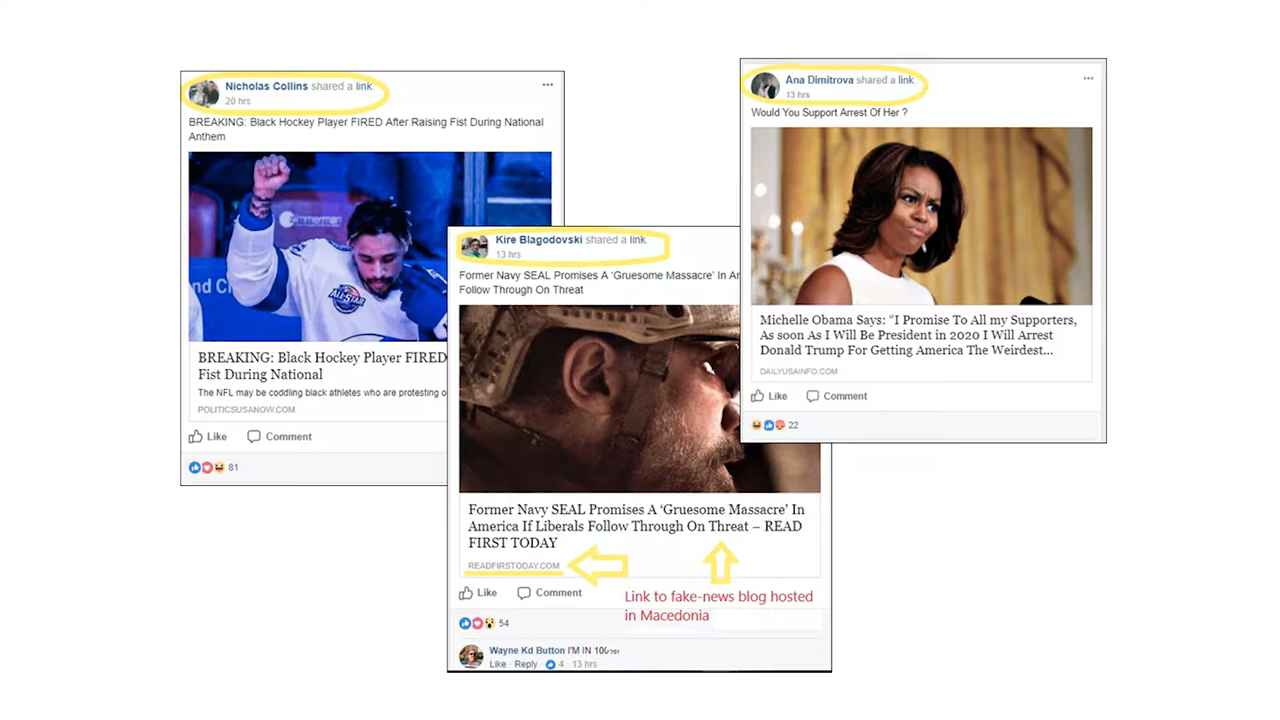 Nicholas Collins shared a link.
20 hrs
BREAKING: Black Hockey Player FIRED After Raising Fist During National
Anthem
nd C
ALL STAR
BREAKING: Black Hockey Player FIRED
Fist During National
The NFL may be coddling black athletes who are protesting o
POLITICSUSANOW.COM
Like Comment
81
Kire Blagodovski shared a link.
13 hrs
Former Navy SEAL Promises A ‘Gruesome Massacre’ In Am
Follow Through On Threat
Former Navy SEAL Promises A ‘Gruesome Massacre’ In
America If Liberals Follow Through On Threat – READ
FIRST TODAY
READFIRSTODAY.COM
Like Comment
Link to fake-news blog hosted
in Macedonia
54
Wayne Kd Button I'M IN 100
Like · Reply · 4 · 13 hrs
Ana Dimitrova shared a link.
13 hrs
Would You Support Arrest Of Her ?
Michelle Obama Says: “I Promise To All my Supporters,
As soon As I Will Be President in 2020 I Will Arrest
Donald Trump For Getting America The Weirdest...
DAILYUSAINFO.COM
Like Comment
22